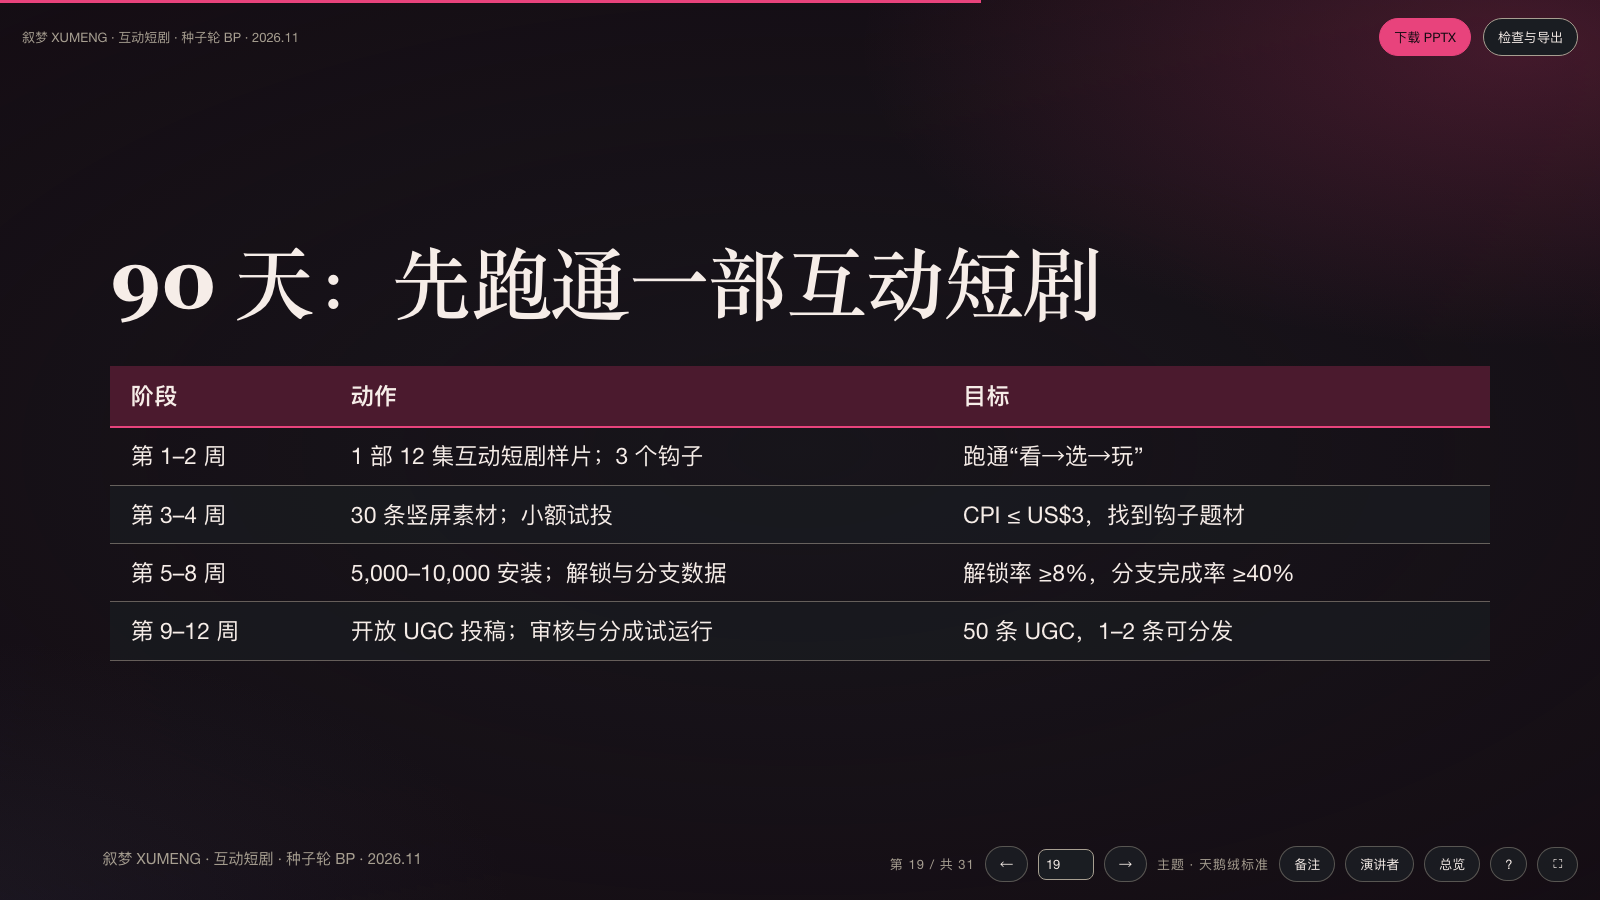 叙梦 XUMENG · 互动短剧 · 种子轮 BP · 2026.11
下载 PPTX
检查与导出
90 天：先跑通一部互动短剧
阶段 动作 目标
第 1–2 周 1 部 12 集互动短剧样片；3 个钩子 跑通“看→选→玩”
第 3–4 周 30 条竖屏素材；小额试投 CPI ≤ US$3，找到钩子题材
第 5–8 周 5,000–10,000 安装；解锁与分支数据 解锁率 ≥8%，分支完成率 ≥40%
第 9–12 周 开放 UGC 投稿；审核与分成试运行 50 条 UGC，1–2 条可分发
叙梦 XUMENG · 互动短剧 · 种子轮 BP · 2026.11
第 19 / 共 31 ← 19 → 主题 · 天鹅绒标准 备注 演讲者 总览 ?